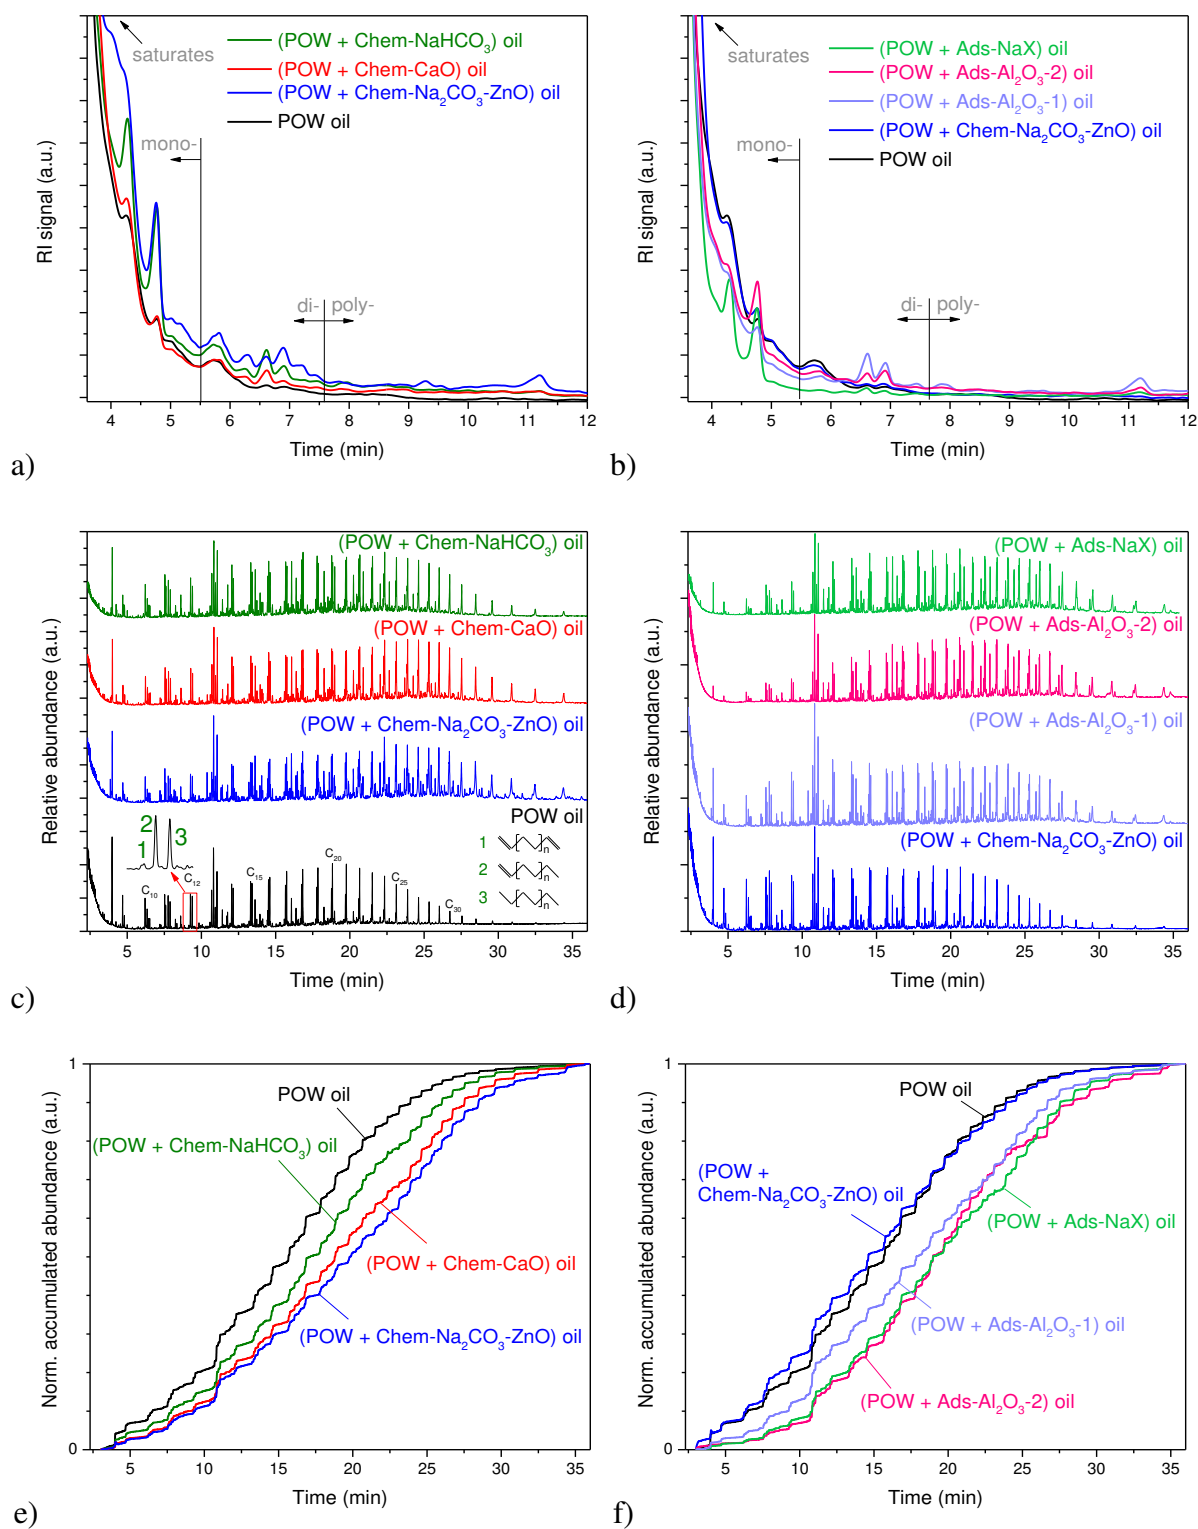 saturates
(POW + Chem-NaHCO₃) oil
(POW + Chem-CaO) oil
(POW + Chem-Na₂CO₃-ZnO) oil
POW oil
mono-
di-
poly-
RI signal (a.u.)
4 5 6 7 8 9 10 11 12
Time (min)
a)
saturates
(POW + Ads-NaX) oil
(POW + Ads-Al₂O₃-2) oil
(POW + Ads-Al₂O₃-1) oil
(POW + Chem-Na₂CO₃-ZnO) oil
POW oil
mono-
di-
poly-
RI signal (a.u.)
4 5 6 7 8 9 10 11 12
Time (min)
b)
(POW + Chem-NaHCO₃) oil
(POW + Chem-CaO) oil
(POW + Chem-Na₂CO₃-ZnO) oil
POW oil
2
1
3
C₁₀
C₁₂
C₁₅
C₂₀
C₂₅
C₃₀
1 n
2 n
3 n
Relative abundance (a.u.)
5 10 15 20 25 30 35
Time (min)
c)
(POW + Ads-NaX) oil
(POW + Ads-Al₂O₃-2) oil
(POW + Ads-Al₂O₃-1) oil
(POW + Chem-Na₂CO₃-ZnO) oil
Relative abundance (a.u.)
5 10 15 20 25 30 35
Time (min)
d)
1
POW oil
(POW + Chem-NaHCO₃) oil
(POW + Chem-CaO) oil
(POW + Chem-Na₂CO₃-ZnO) oil
0
Norm. accumulated abundance (a.u.)
5 10 15 20 25 30 35
Time (min)
e)
1
POW oil
(POW +
Chem-Na₂CO₃-ZnO) oil
(POW + Ads-NaX) oil
(POW + Ads-Al₂O₃-1) oil
(POW + Ads-Al₂O₃-2) oil
0
Norm. accumulated abundance (a.u.)
5 10 15 20 25 30 35
Time (min)
f)